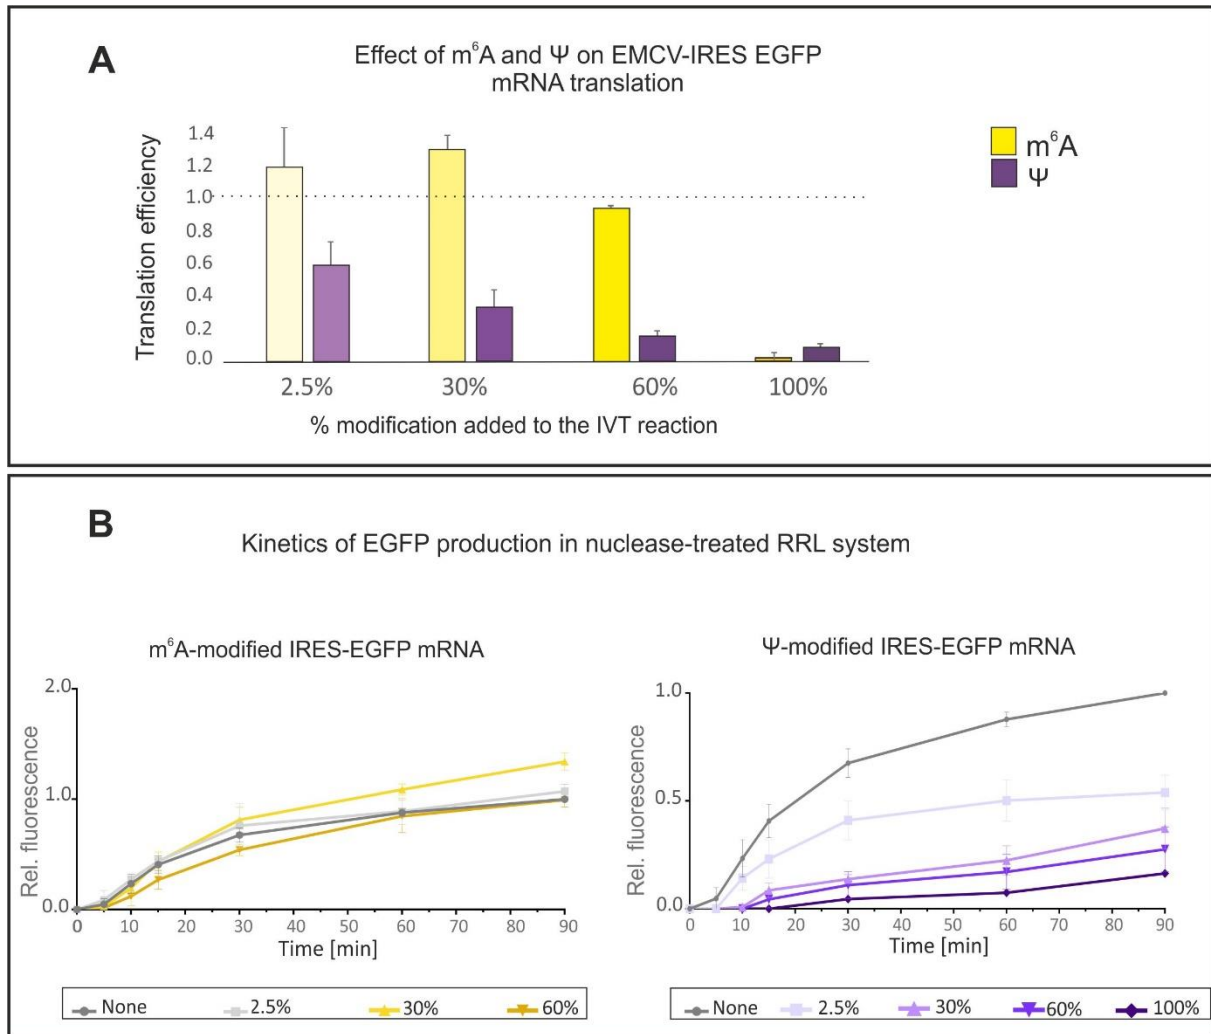 A
Effect of m⁶A and Ψ on EMCV-IRES EGFP
mRNA translation
m⁶A
Ψ
Translation efficiency
1.4
1.2
1.0
0.8
0.6
0.4
0.2
0.0
2.5% 30% 60% 100%
% modification added to the IVT reaction
B
Kinetics of EGFP production in nuclease-treated RRL system
m⁶A-modified IRES-EGFP mRNA
Rel. fluorescence
2.0
1.0
0.0
0 10 20 30 40 50 60 70 80 90
Time [min]
None 2.5% 30% 60%
Ψ-modified IRES-EGFP mRNA
Rel. fluorescence
1.0
0.5
0.0
0 10 20 30 40 50 60 70 80 90
Time [min]
None 2.5% 30% 60% 100%